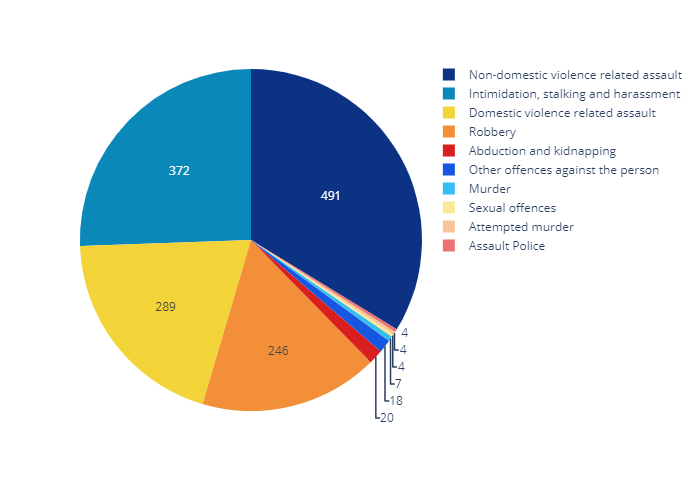 Non-domestic violence related assault
Intimidation, stalking and harassment
Domestic violence related assault
Robbery
Abduction and kidnapping
Other offences against the person
Murder
Sexual offences
Attempted murder
Assault Police
372
491
289
246
4
4
4
7
18
20